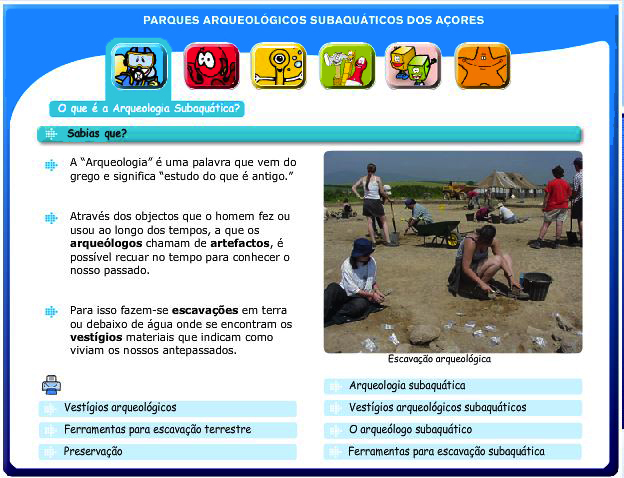 PARQUES ARQUEOLÓGICOS SUBAQUÁTICOS DOS AÇORES
O que é a Arqueologia Subaquática?
Sabias que?
A “Arqueologia” é uma palavra que vem do
grego e significa “estudo do que é antigo.”
Através dos objectos que o homem fez ou
usou ao longo dos tempos, a que os
arqueólogos chamam de artefactos, é
possível recuar no tempo para conhecer o
nosso passado.
Para isso fazem-se escavações em terra
ou debaixo de água onde se encontram os
vestígios materiais que indicam como
viviam os nossos antepassados.
Escavação arqueológica
Vestígios arqueológicos
Ferramentas para escavação terrestre
Preservação
Arqueologia subaquática
Vestígios arqueológicos subaquáticos
O arqueólogo subaquático
Ferramentas para escavação subaquática